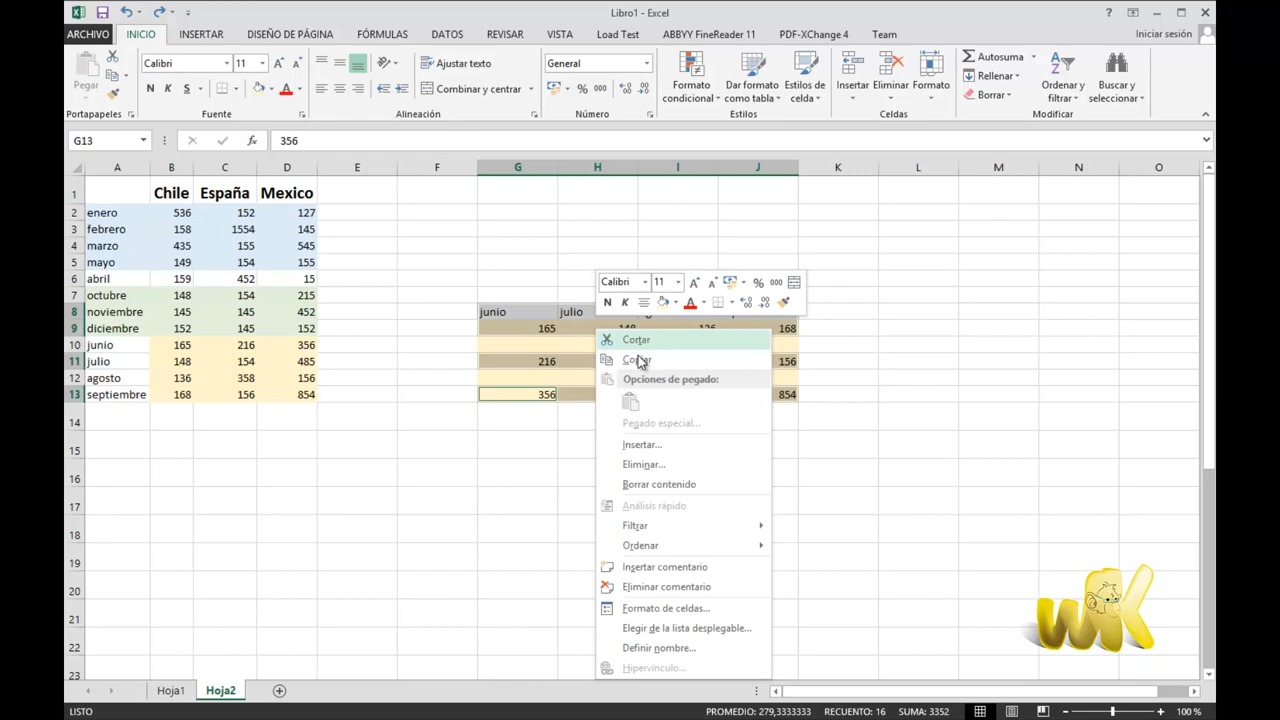 Libro1 - Excel
ARCHIVO INICIO INSERTAR DISEÑO DE PÁGINA FÓRMULAS DATOS REVISAR VISTA Load Test ABBYY FineReader 11 PDF-XChange 4 Team Iniciar sesión
Pegar
Portapapeles
Calibri 11
N K S
Fuente
Ajustar texto
Combinar y centrar
Alineación
General
% 000
Número
Formato condicional
Dar formato como tabla
Estilos de celda
Estilos
Insertar Eliminar Formato
Celdas
Autosuma
Rellenar
Borrar
Ordenar y filtrar
Buscar y seleccionar
Modificar
G13 fx 356
A B C D E F G H I J K L M N O
1 Chile España Mexico
2 enero 536 152 127
3 febrero 158 1554 145
4 marzo 435 155 545
5 mayo 149 154 155
6 abril 159 452 15
7 octubre 148 154 215
8 noviembre 145 145 452 junio julio
9 diciembre 152 145 152 165 148 136 168
10 junio 165 216 356
11 julio 148 154 485 216 156
12 agosto 136 358 156
13 septiembre 168 156 854 356 854
14
15
16
17
18
19
20
21
22
23
Calibri 11 A A % 000
N K A
Cortar
Copiar
Opciones de pegado:
Pegado especial...
Insertar...
Eliminar...
Borrar contenido
Análisis rápido
Filtrar
Ordenar
Insertar comentario
Eliminar comentario
Formato de celdas...
Elegir de la lista desplegable...
Definir nombre...
Hipervínculo...
wK
Hoja1 Hoja2
LISTO PROMEDIO: 279,3333333 RECUENTO: 16 SUMA: 3352 100 %